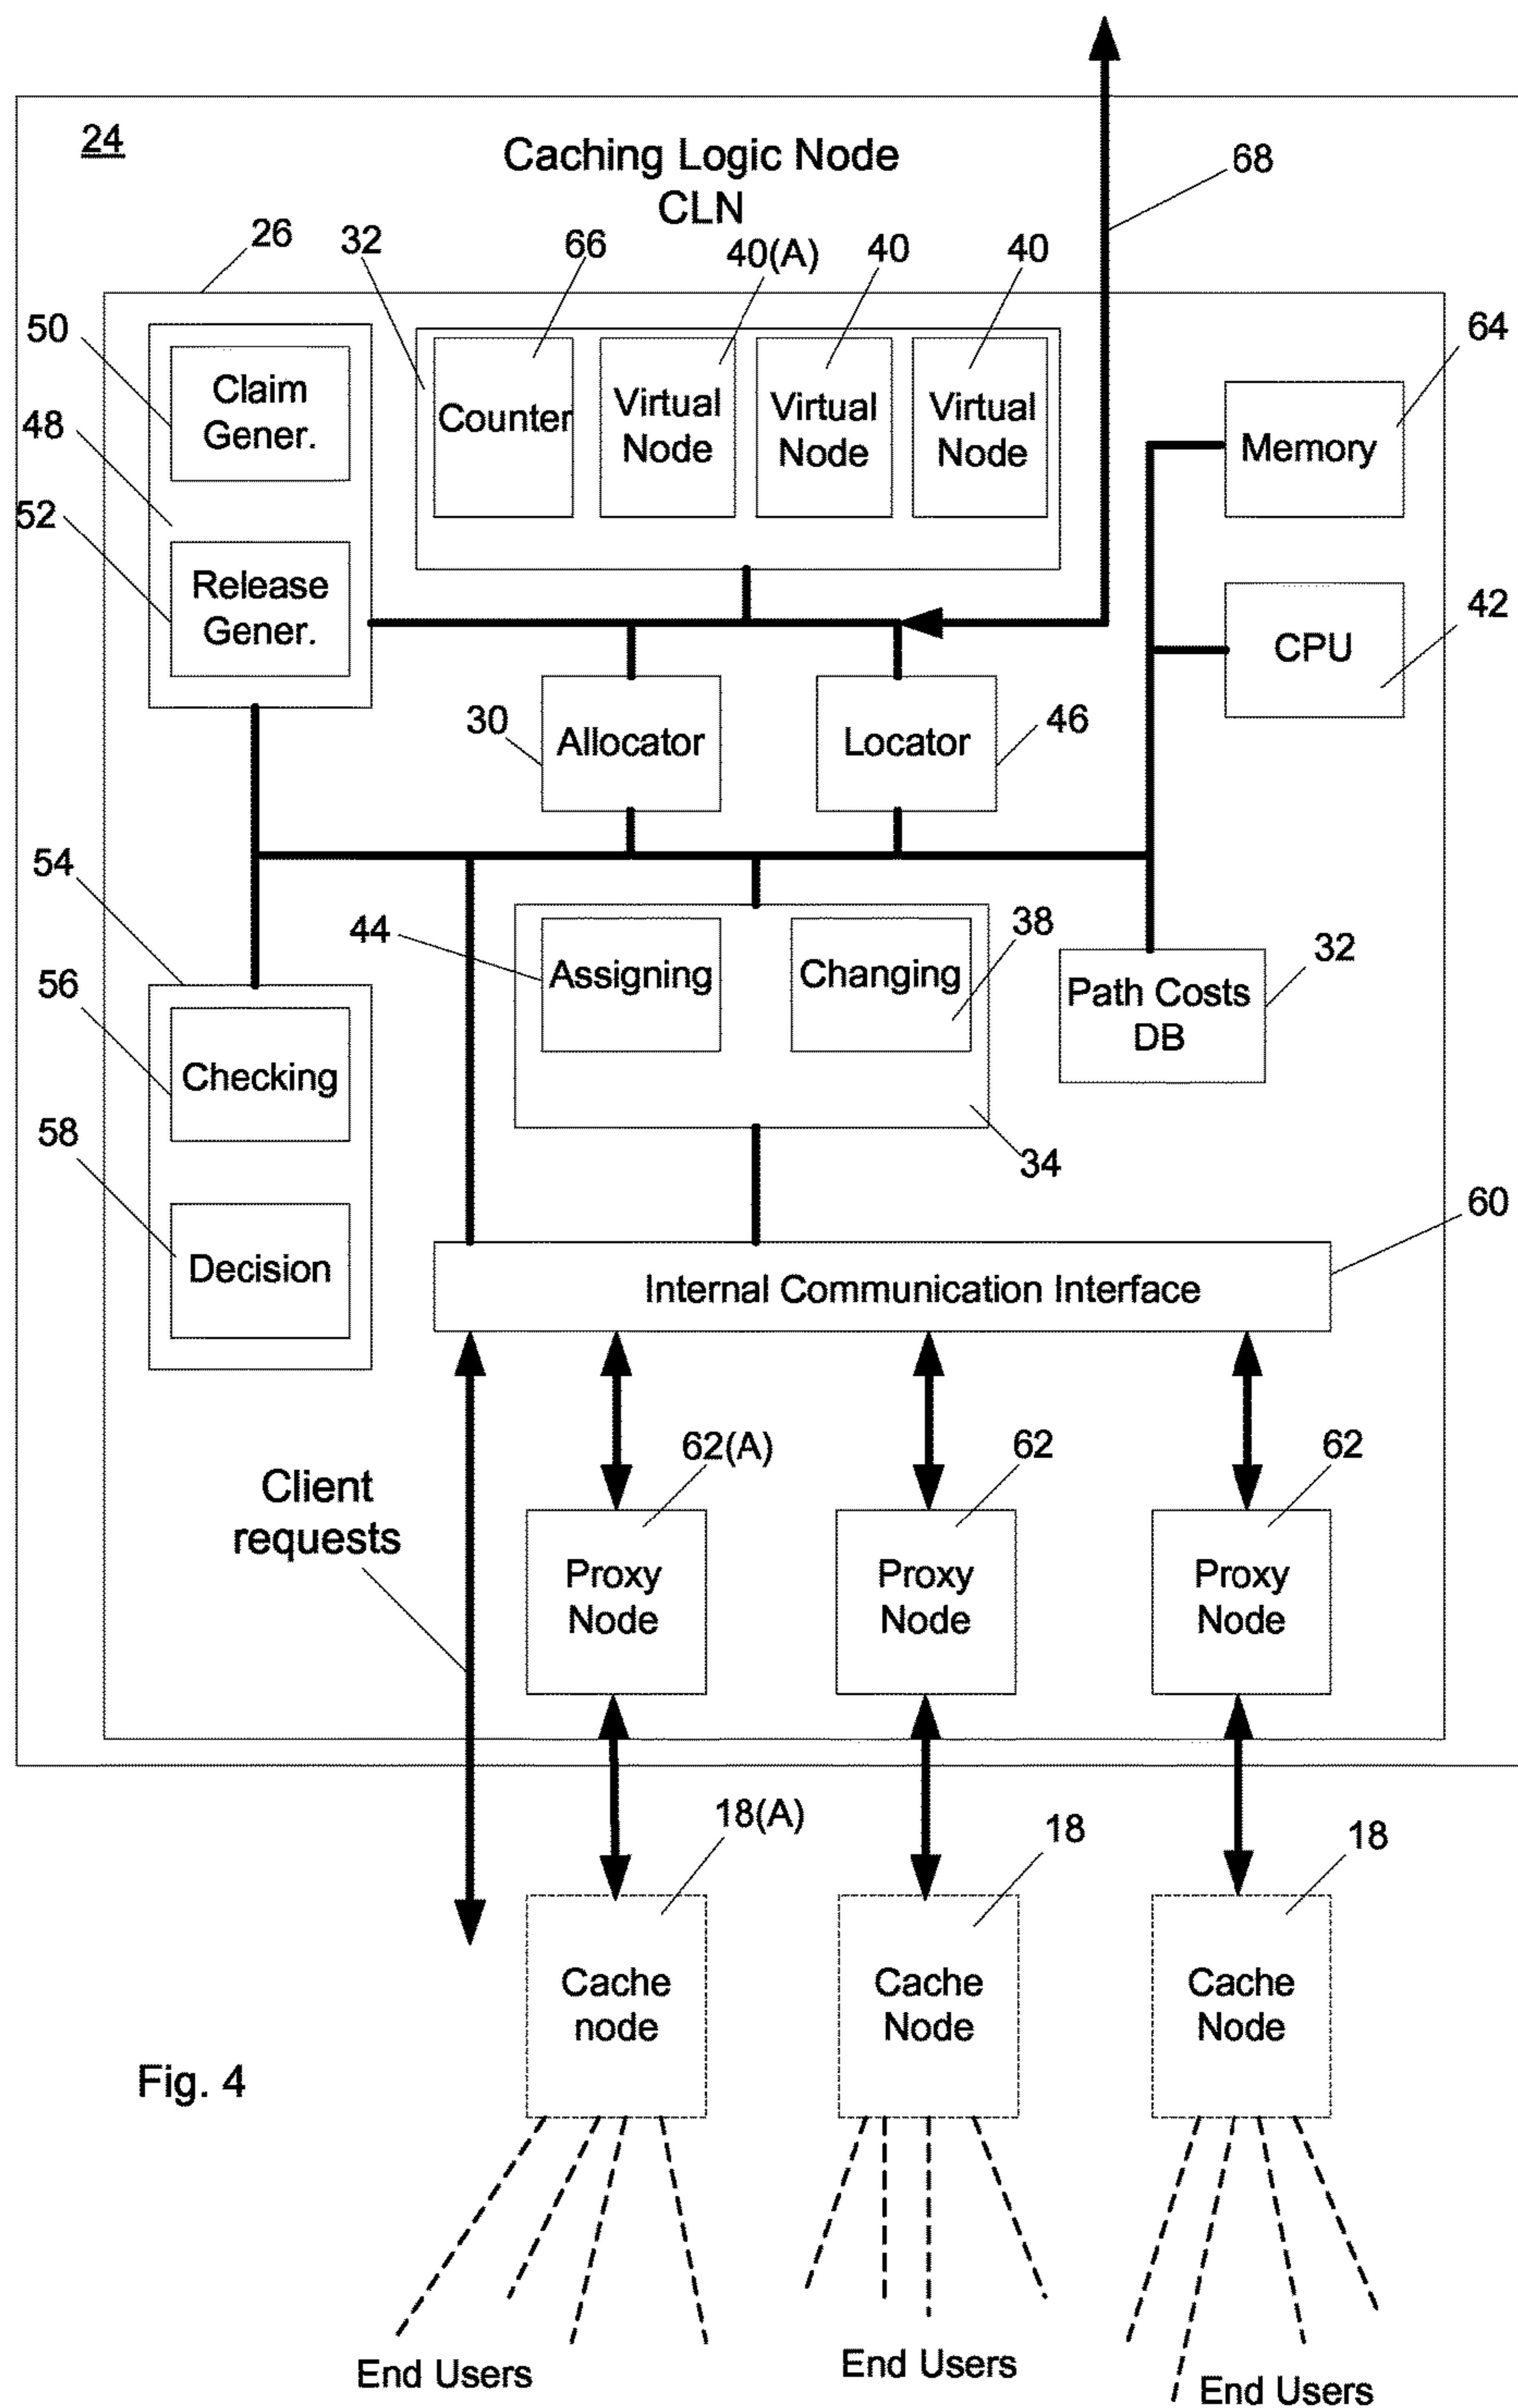 24
Caching Logic Node
CLN
68
26
32
66
40(A)
40
40
50
Claim
Gener.
48
32
Counter
Virtual
Node
Virtual
Node
Virtual
Node
64
Memory
52
Release
Gener.
42
CPU
30
Allocator
Locator
46
54
44
Assigning
Changing
38
32
Path Costs
DB
56
Checking
58
34
Decision
60
Internal Communication Interface
Client
requests
62(A)
62
62
Proxy
Node
Proxy
Node
Proxy
Node
18(A)
18
18
Cache
node
Cache
Node
Cache
Node
Fig. 4
End Users
End Users
End Users